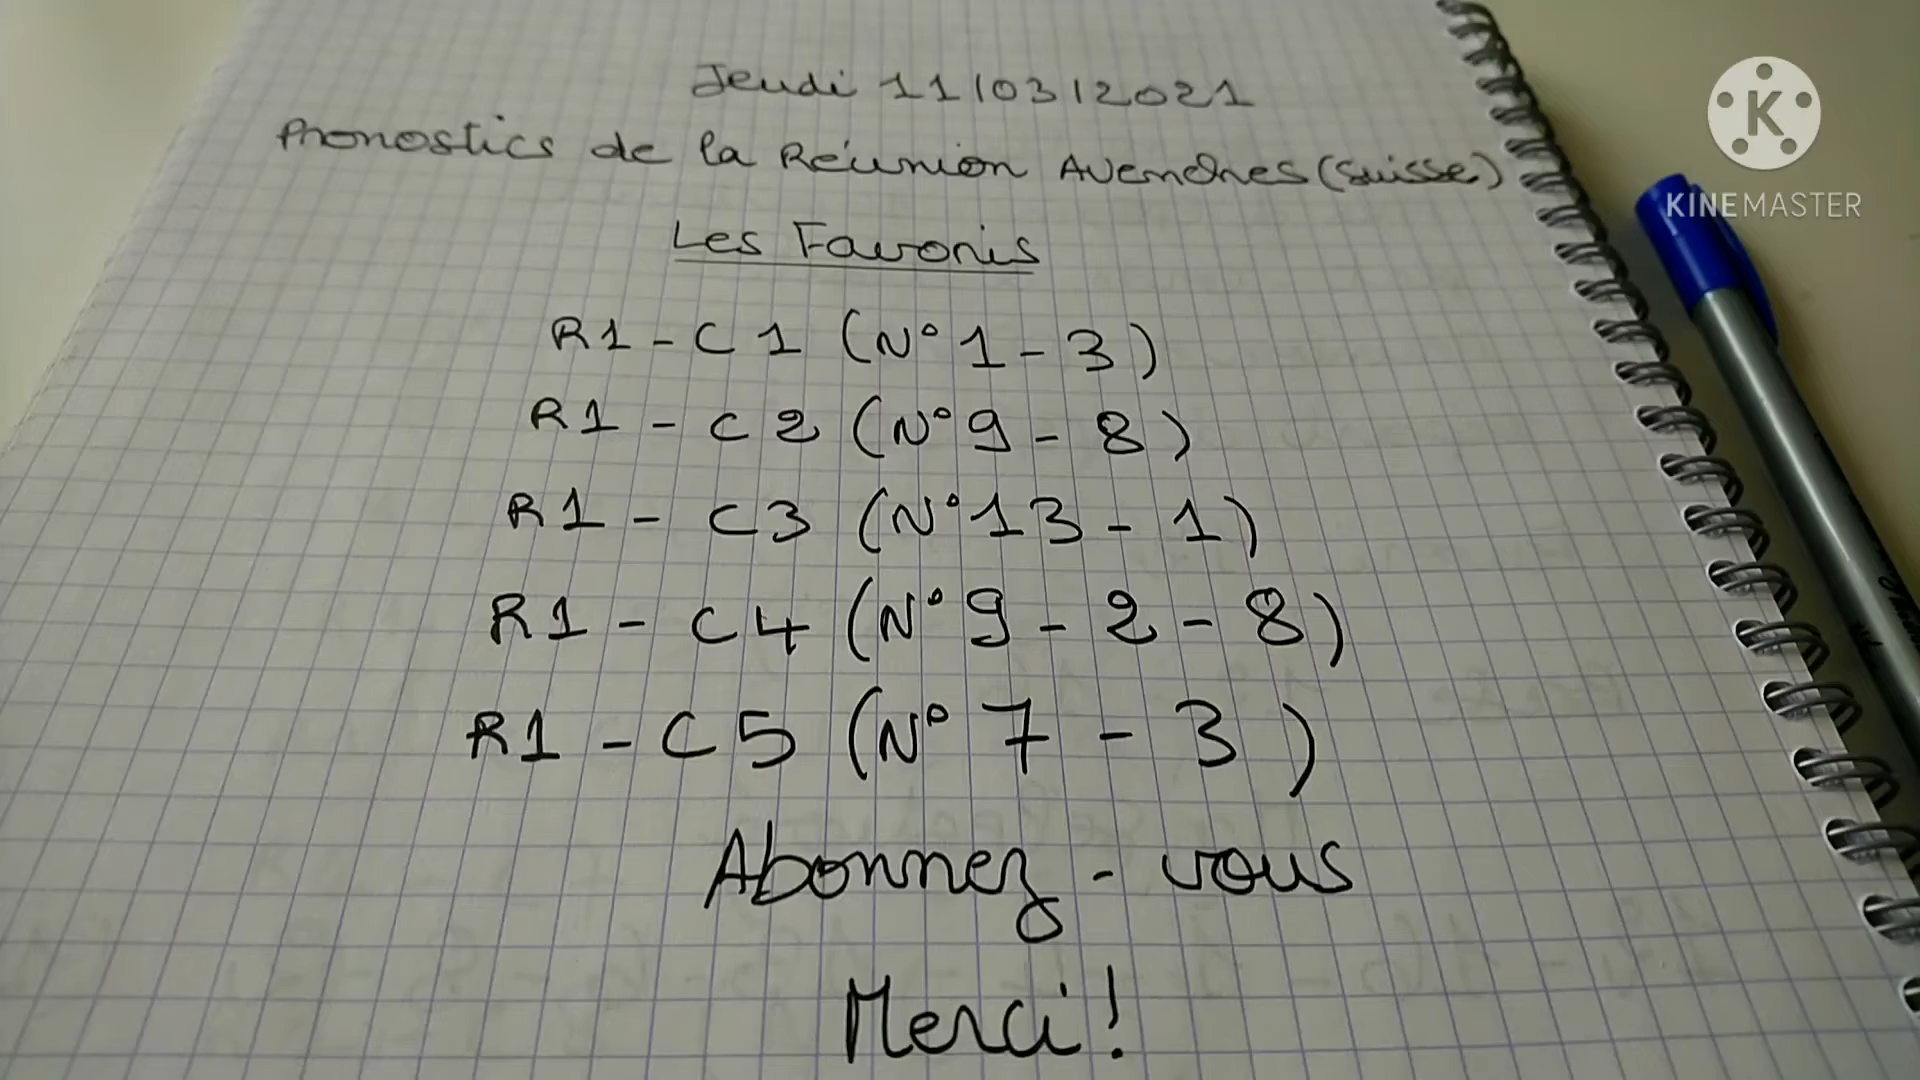 Jeudi 11/03/2021
Pronostics de la Réunion Avenches (Suisse)
Les Favoris
R1 - C1 (N° 1 - 3)
R1 - C2 (N° 9 - 8)
R1 - C3 (N° 13 - 1)
R1 - C4 (N° 9 - 2 - 8)
R1 - C5 (N° 7 - 3)
Abonnez - vous
Merci !
K
KINEMASTER